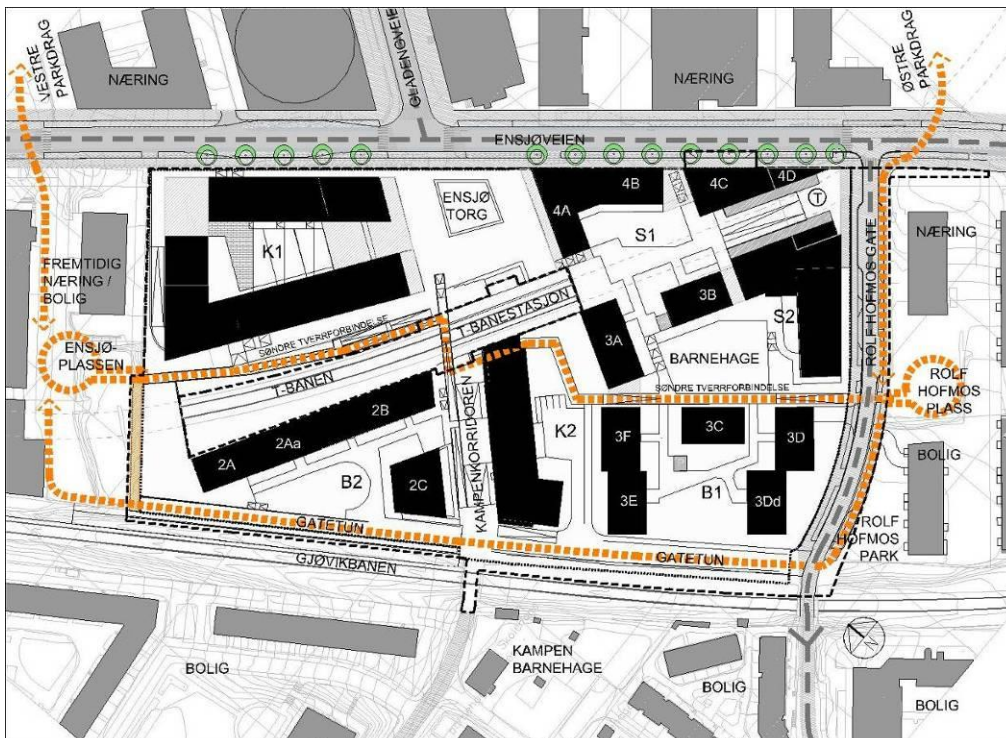 VESTRE
PARKDRAG
NÆRING
GLADENGVEIEN
NÆRING
ØSTRE
PARKDRAG
ENSJØVEIEN
4B
4C
4D
T
4A
ENSJØ
TORG
S1
K1
NÆRING
FREMTIDIG
NÆRING /
BOLIG
3B
S2
ROLF HOFMOS GATE
T-BANESTASJON
3A
SØNDRE TVERRFORBINDELSE
ENSJØ-
PLASSEN
BARNEHAGE
T-BANEN
SØNDRE TVERRFORBINDELSE
ROLF
HOFMOS
PLASS
2B
2Aa
2A
KAMPENKORRIDOREN
K2
3F
3C
3D
BOLIG
B2
2C
3E
B1
3Dd
GATETUN
GATETUN
ROLF
HOFMOS
PARK
GJØVIKBANEN
BOLIG
KAMPEN
BARNEHAGE
BOLIG
BOLIG